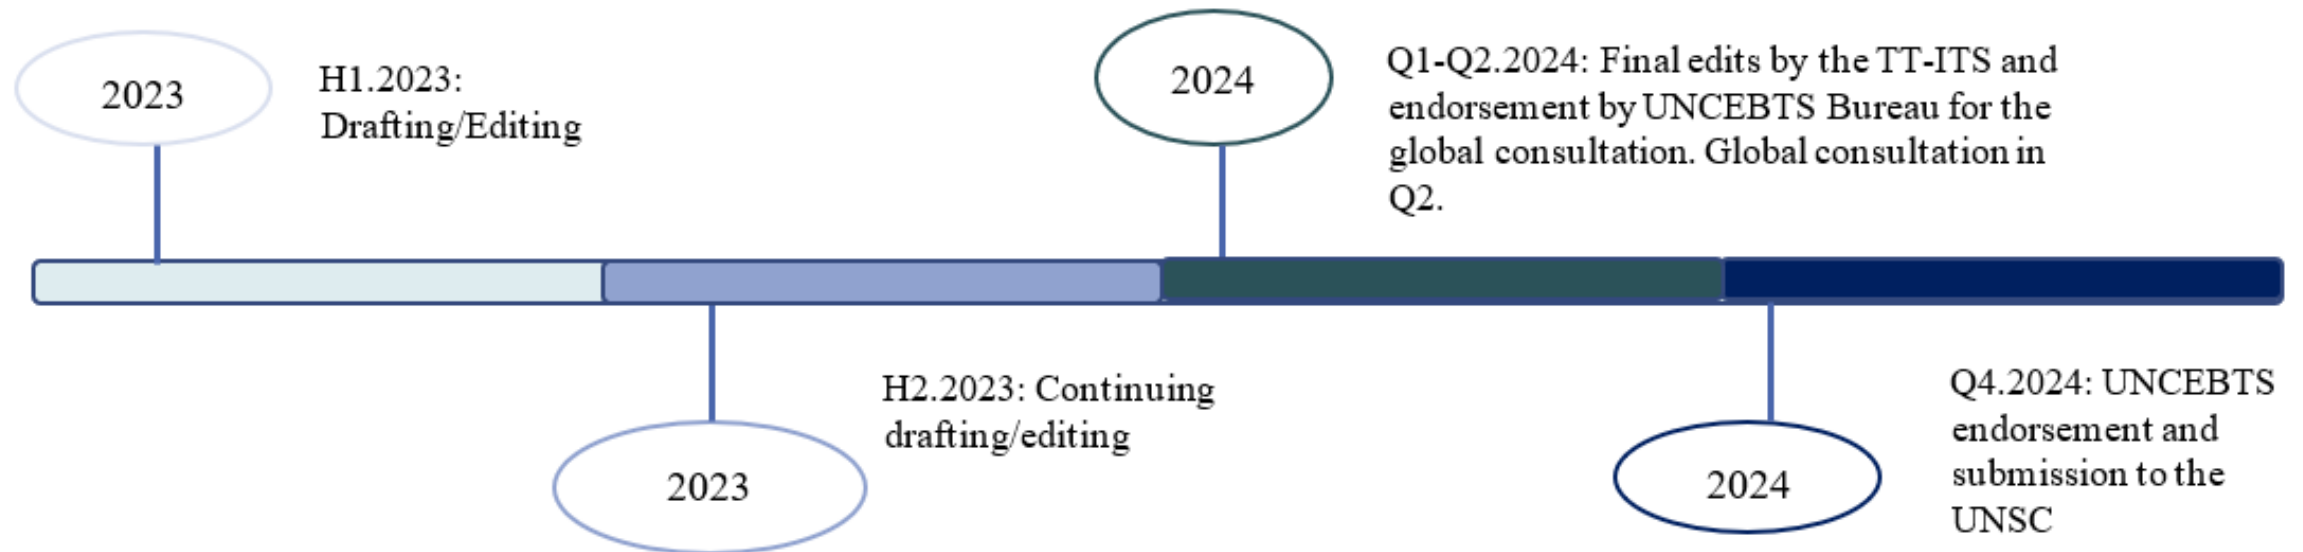 2023
H1.2023:
Drafting/Editing
2024
Q1-Q2.2024: Final edits by the TT-ITS and
endorsement by UNCEBTS Bureau for the
global consultation. Global consultation in
Q2.
2023
H2.2023: Continuing
drafting/editing
2024
Q4.2024: UNCEBTS
endorsement and
submission to the
UNSC